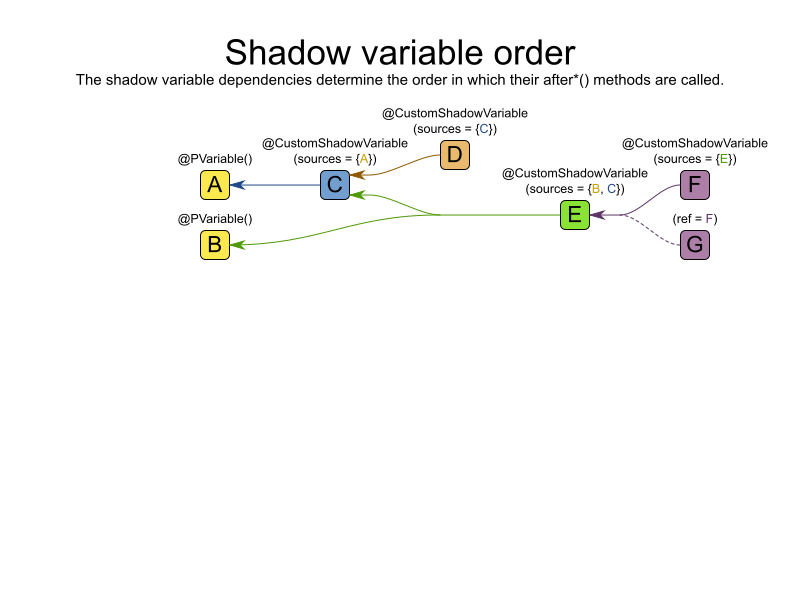 Shadow variable order
The shadow variable dependencies determine the order in which their after*() methods are called.
@CustomShadowVariable
(sources = {C})
D
@PVariable()
A
@CustomShadowVariable
(sources = {A})
C
@CustomShadowVariable
(sources = {B, C})
E
@CustomShadowVariable
(sources = {E})
F
@PVariable()
B
(ref = F)
G